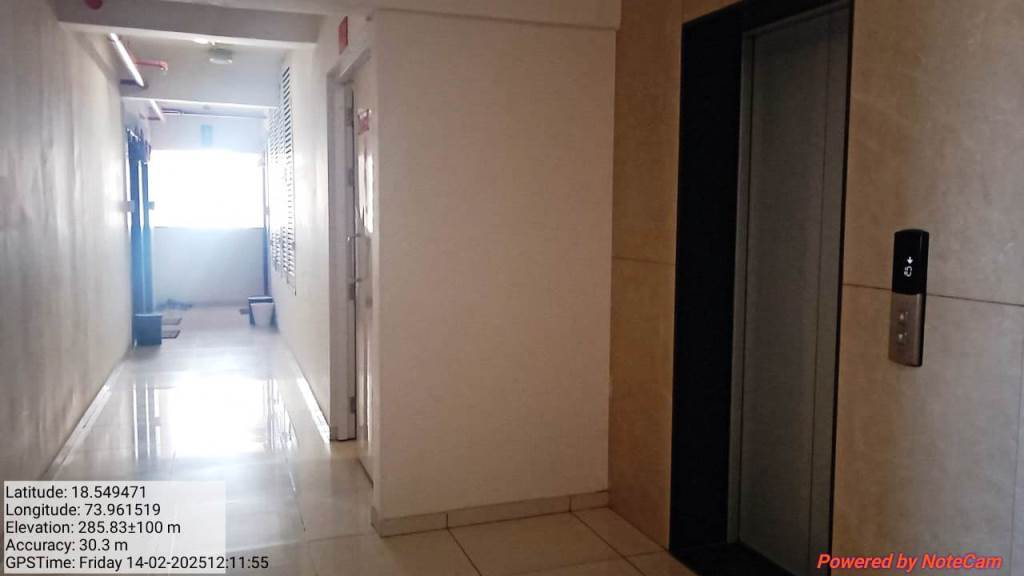 Latitude: 18.549471
Longitude: 73.961519
Elevation: 285.83±100 m
Accuracy: 30.3 m
GPSTime: Friday 14-02-202512:11:55
Powered by NoteCam